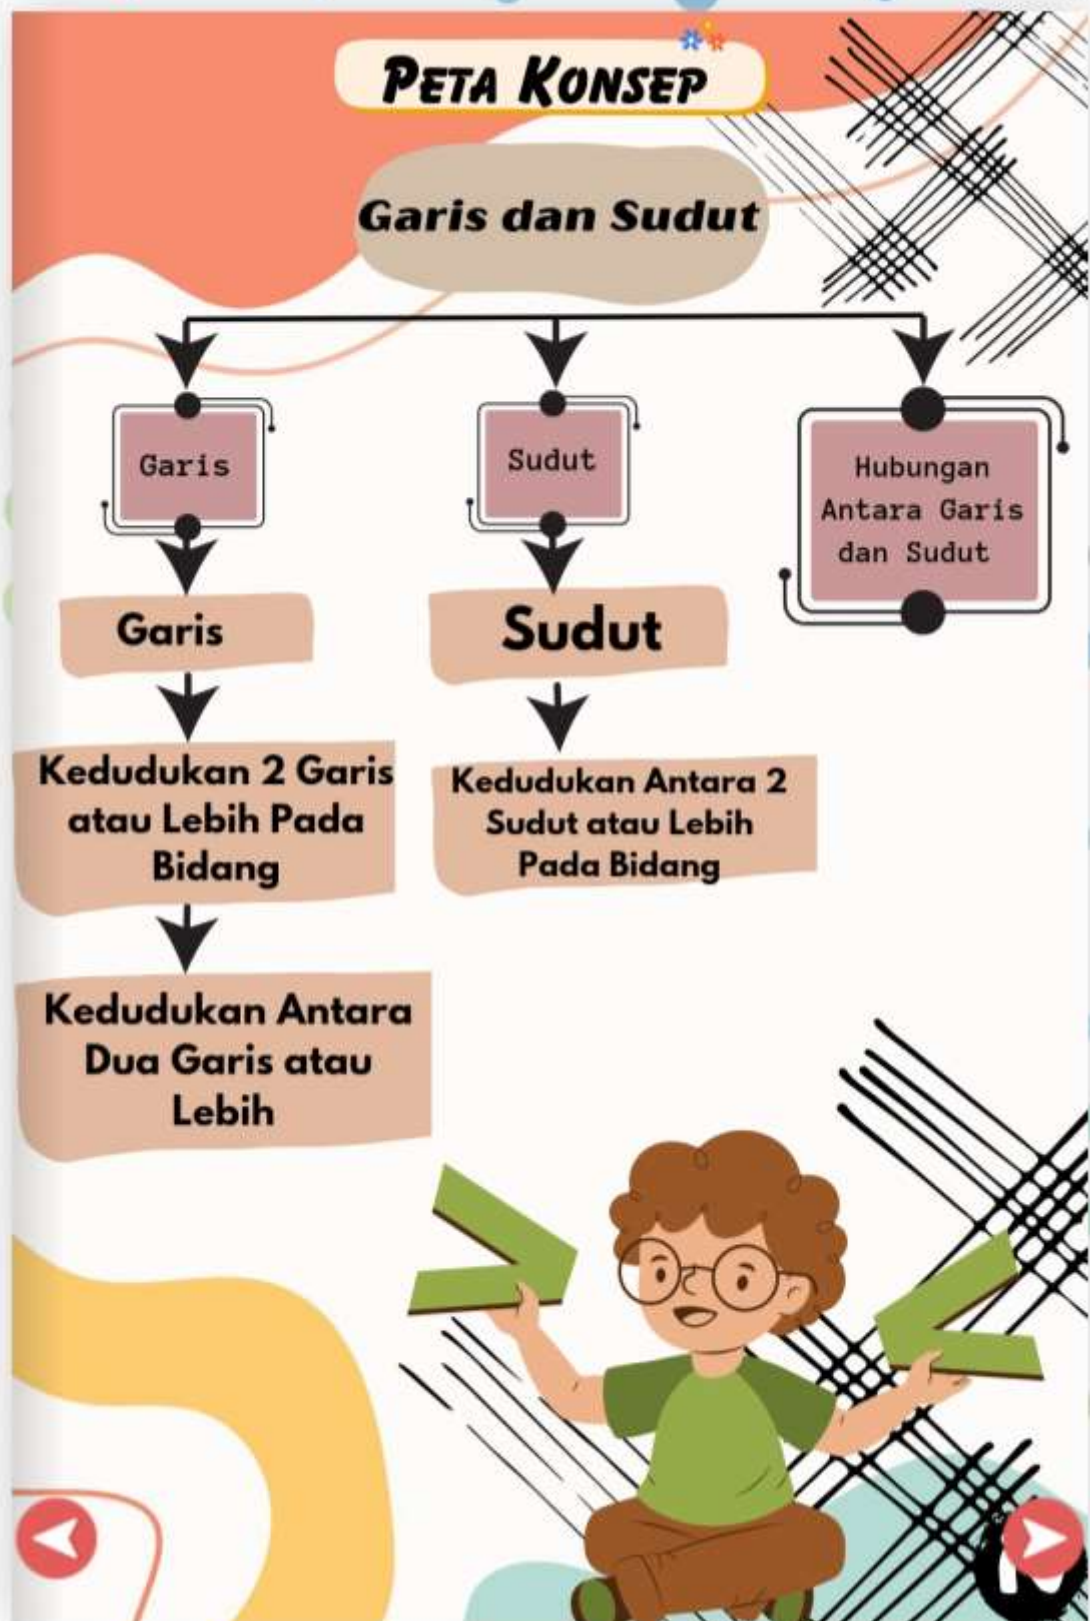 PETA KONSEP
Garis dan Sudut
Garis
Sudut
Hubungan
Antara Garis
dan Sudut
Garis
Sudut
Kedudukan 2 Garis
atau Lebih Pada
Bidang
Kedudukan Antara 2
Sudut atau Lebih
Pada Bidang
Kedudukan Antara
Dua Garis atau
Lebih